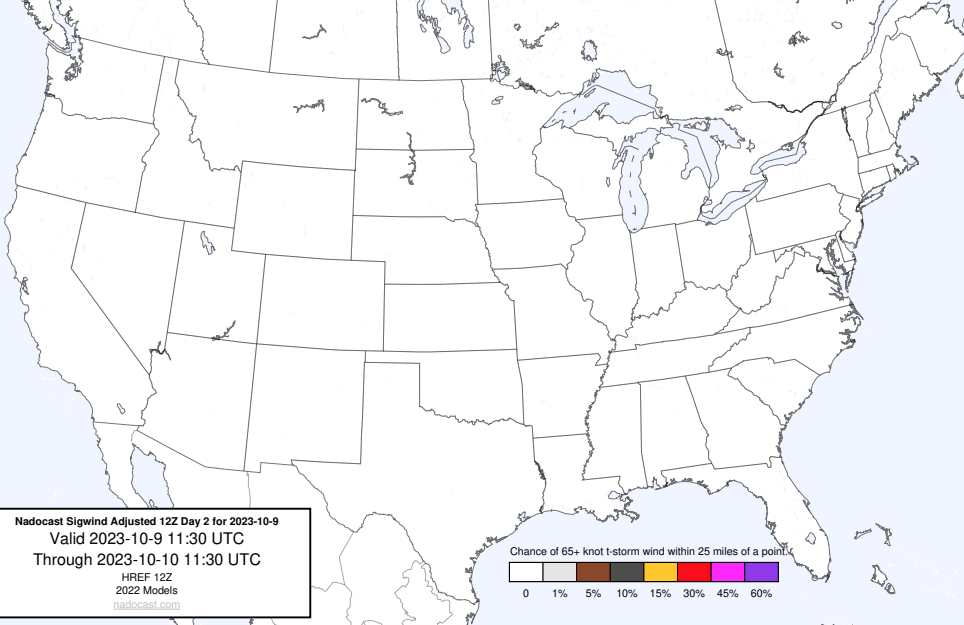 Nadocast Sigwind Adjusted 12Z Day 2 for 2023-10-9
Valid 2023-10-9 11:30 UTC
Through 2023-10-10 11:30 UTC
HREF 12Z
2022 Models
nadocast.com
Chance of 65+ knot t-storm wind within 25 miles of a point.
0 1% 5% 10% 15% 30% 45% 60%